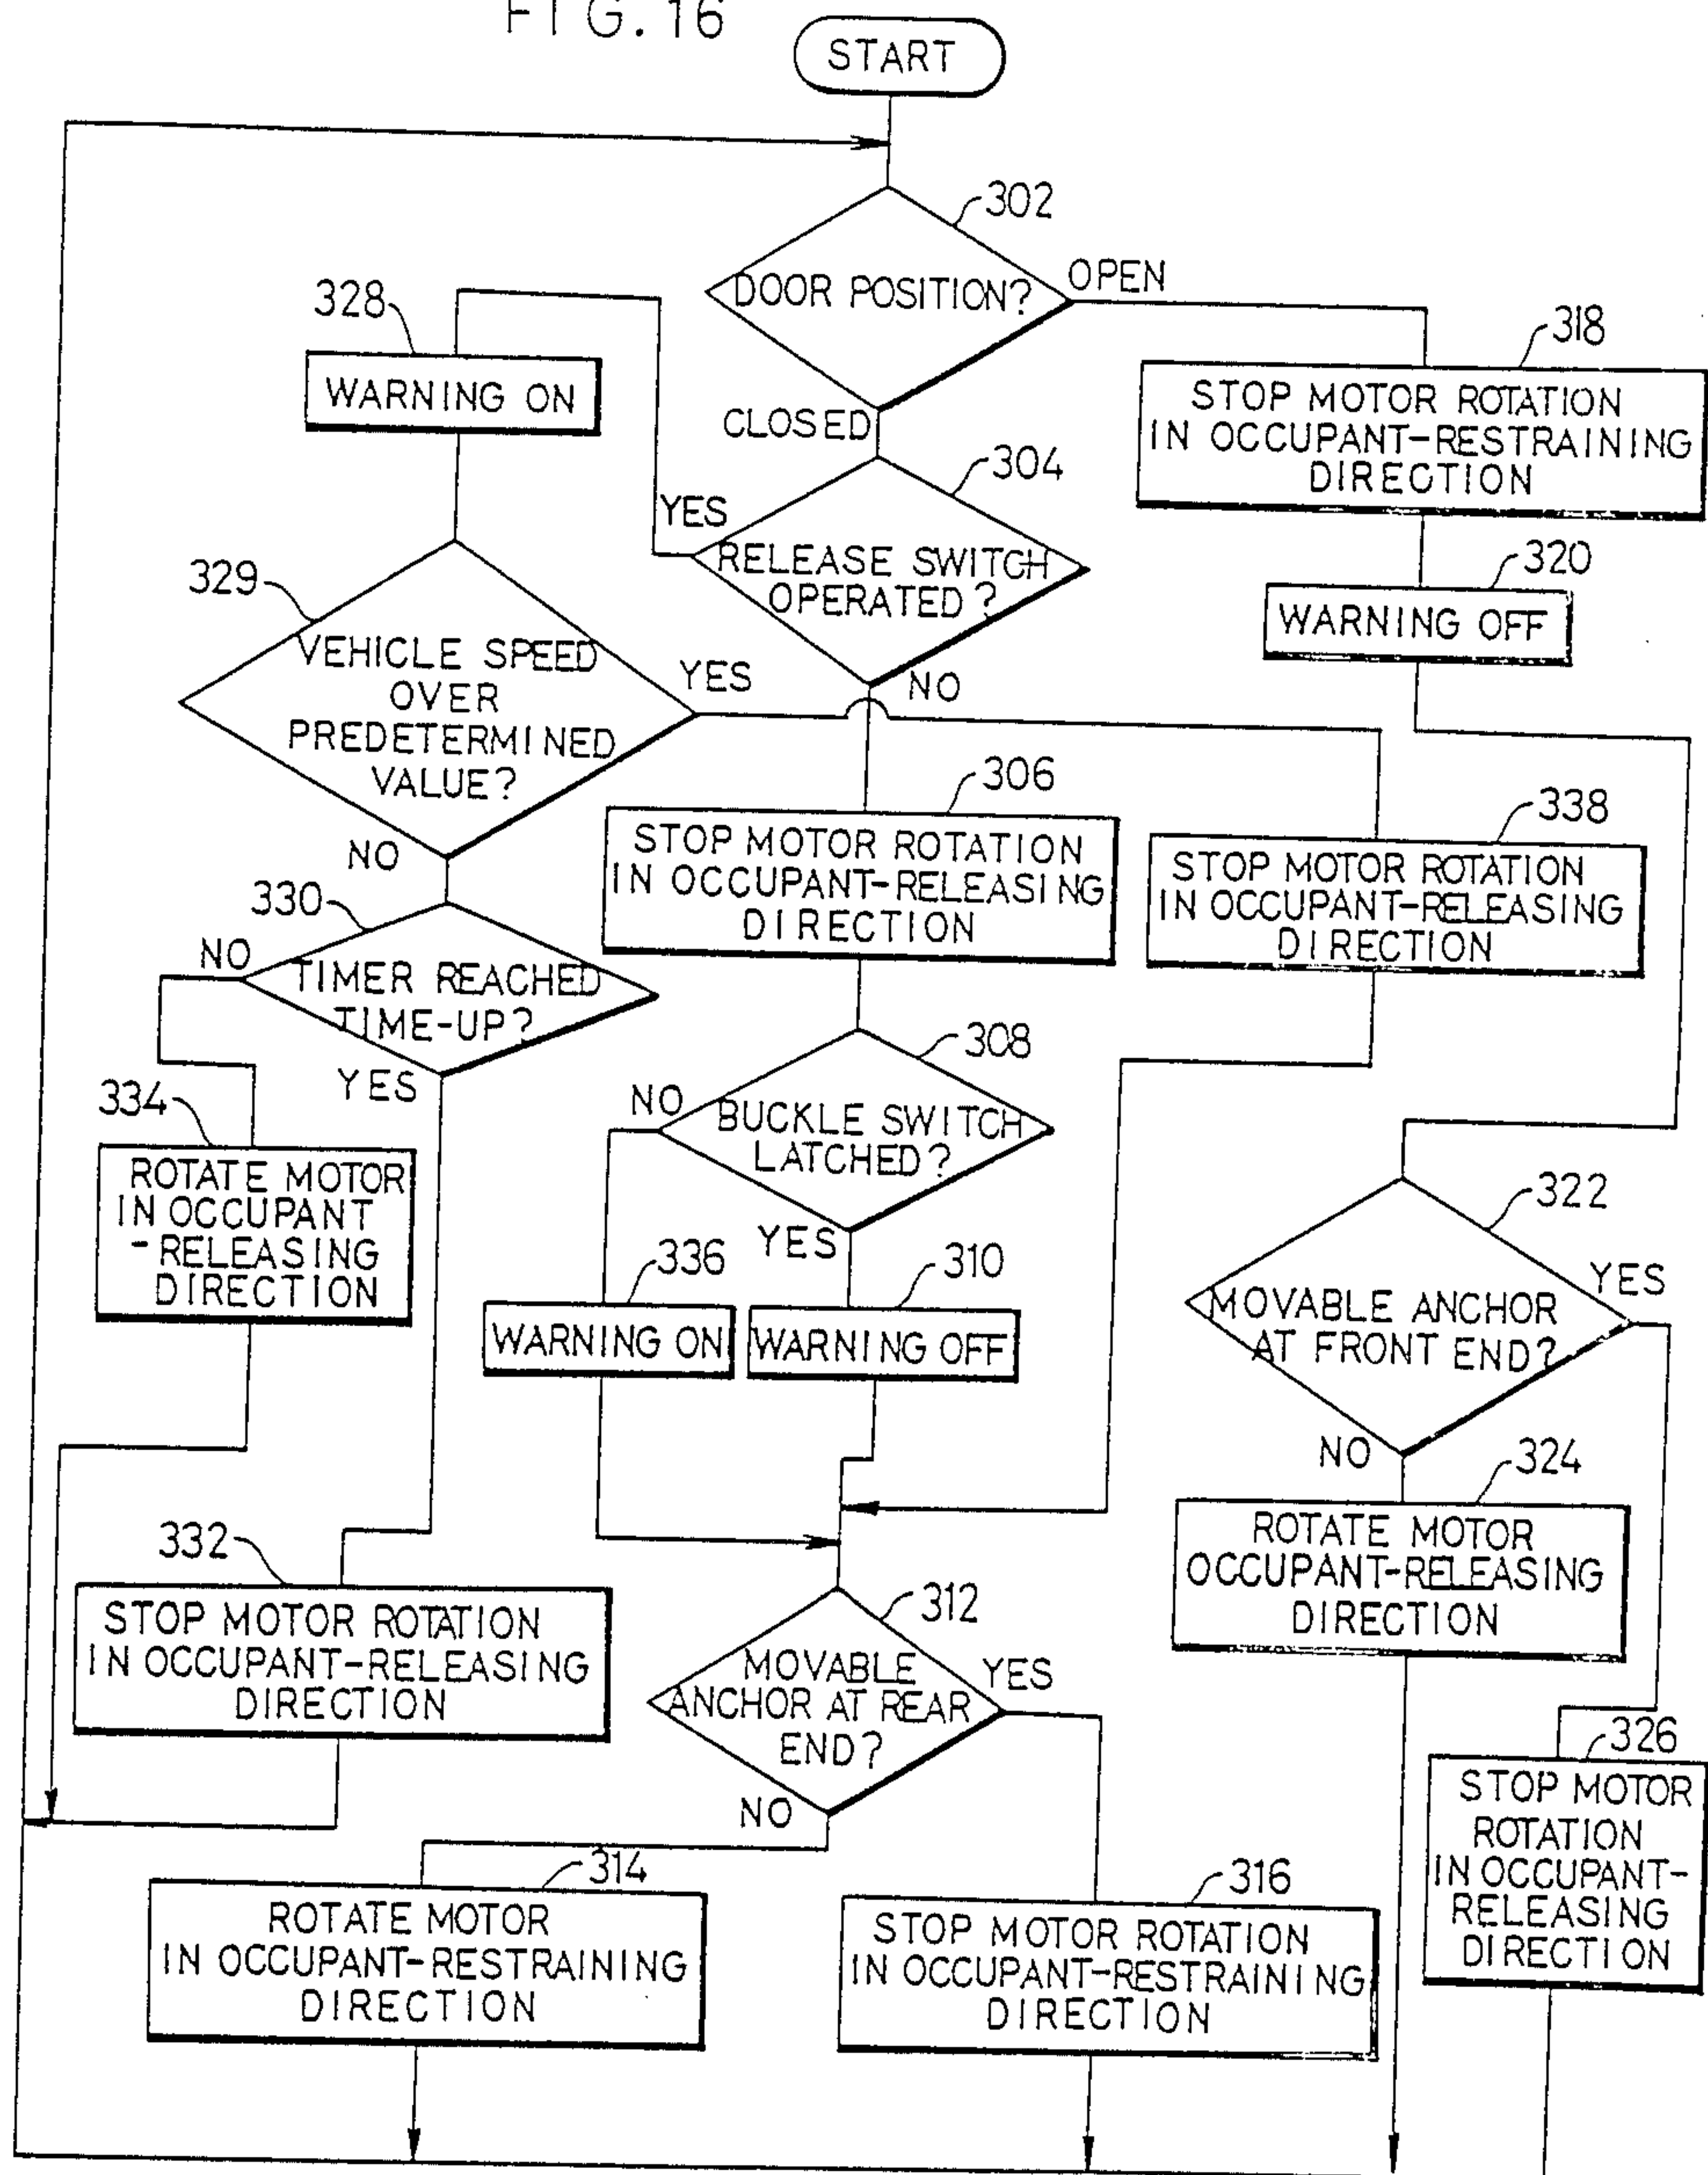 FIG. 16
START
302
DOOR POSITION?
OPEN
CLOSED
328
WARNING ON
318
STOP MOTOR ROTATION
IN OCCUPANT-RESTRAINING
DIRECTION
304
YES
RELEASE SWITCH
OPERATED?
NO
320
WARNING OFF
329
VEHICLE SPEED
OVER
PREDETERMINED
VALUE?
YES
NO
306
STOP MOTOR ROTATION
IN OCCUPANT-RELEASING
DIRECTION
338
STOP MOTOR ROTATION
IN OCCUPANT-RELEASING
DIRECTION
330
NO
TIMER REACHED
TIME-UP?
YES
308
NO
BUCKLE SWITCH
LATCHED?
YES
334
ROTATE MOTOR
IN OCCUPANT
-RELEASING
DIRECTION
336
WARNING ON
310
WARNING OFF
322
YES
MOVABLE ANCHOR
AT FRONT END?
NO
324
ROTATE MOTOR
OCCUPANT-RELEASING
DIRECTION
332
STOP MOTOR ROTATION
IN OCCUPANT-RELEASING
DIRECTION
312
MOVABLE
ANCHOR AT REAR
END?
YES
NO
326
STOP MOTOR
ROTATION
IN OCCUPANT-
RELEASING
DIRECTION
314
ROTATE MOTOR
IN OCCUPANT-RESTRAINING
DIRECTION
316
STOP MOTOR ROTATION
IN OCCUPANT-RESTRAINING
DIRECTION